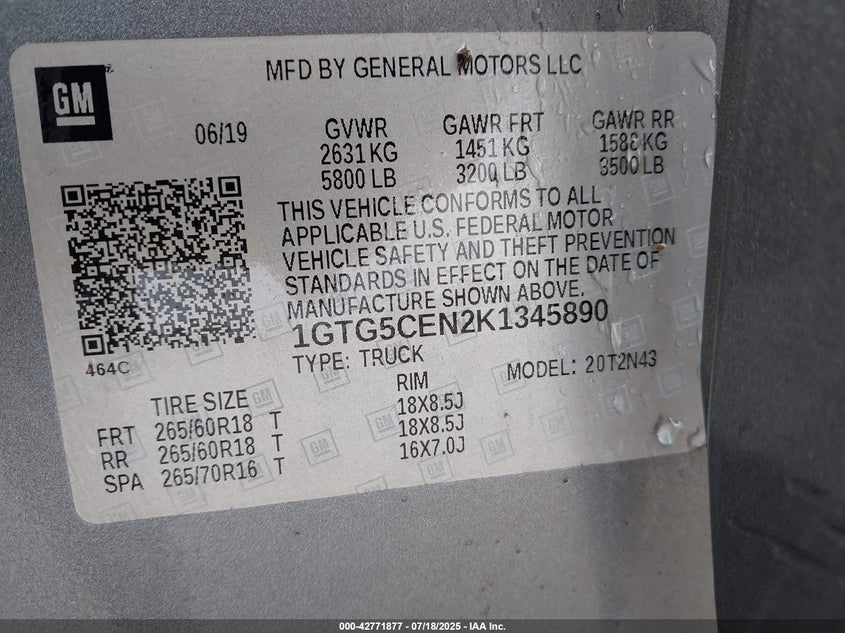 MFD BY GENERAL MOTORS LLC
GM
06/19
GVWR GAWR FRT GAWR RR
2631 KG 1451 KG 1588 KG
5800 LB 3200 LB 3500 LB
THIS VEHICLE CONFORMS TO ALL
APPLICABLE U.S. FEDERAL MOTOR
VEHICLE SAFETY AND THEFT PREVENTION
STANDARDS IN EFFECT ON THE DATE OF
MANUFACTURE SHOWN ABOVE.
1GTG5CEN2K1345890
464C
TYPE: TRUCK MODEL: 20T2N43
TIRE SIZE RIM
FRT 265/60R18 T 18X8.5J
RR 265/60R18 T 18X8.5J
SPA 265/70R16 T 16X7.0J
000-42771877 - 07/18/2025 - IAA Inc.